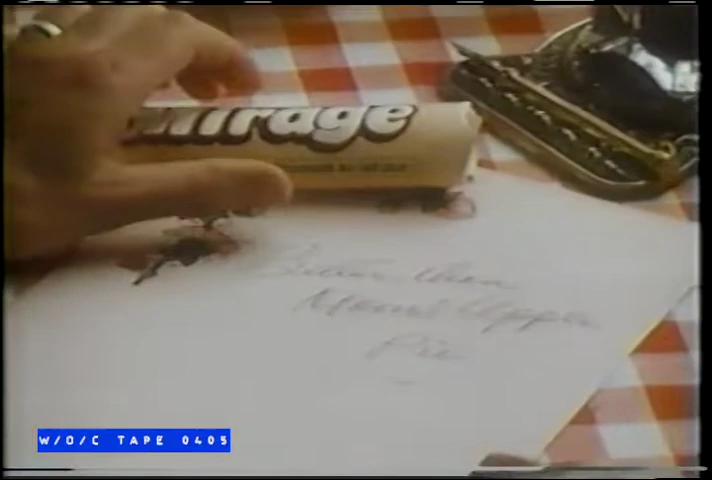 Mirage
Better than
Mom's Apple
Pie
W/O/C TAPE 0405